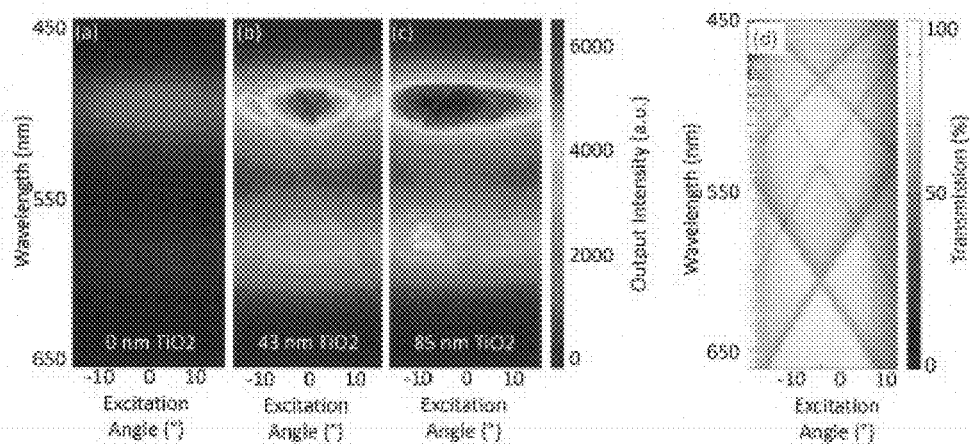 450
550
650
Wavelength (nm)
(a)
0 nm TiO2
-10 0 10
Excitation
Angle (°)
(b)
43 nm TiO2
-10 0 10
Excitation
Angle (°)
(c)
85 nm TiO2
-10 0 10
Excitation
Angle (°)
6000
4000
2000
0
Output Intensity (a.u.)
450
550
650
Wavelength (nm)
(d)
-10 0 10
Excitation
Angle (°)
100
50
0
Transmission (%)